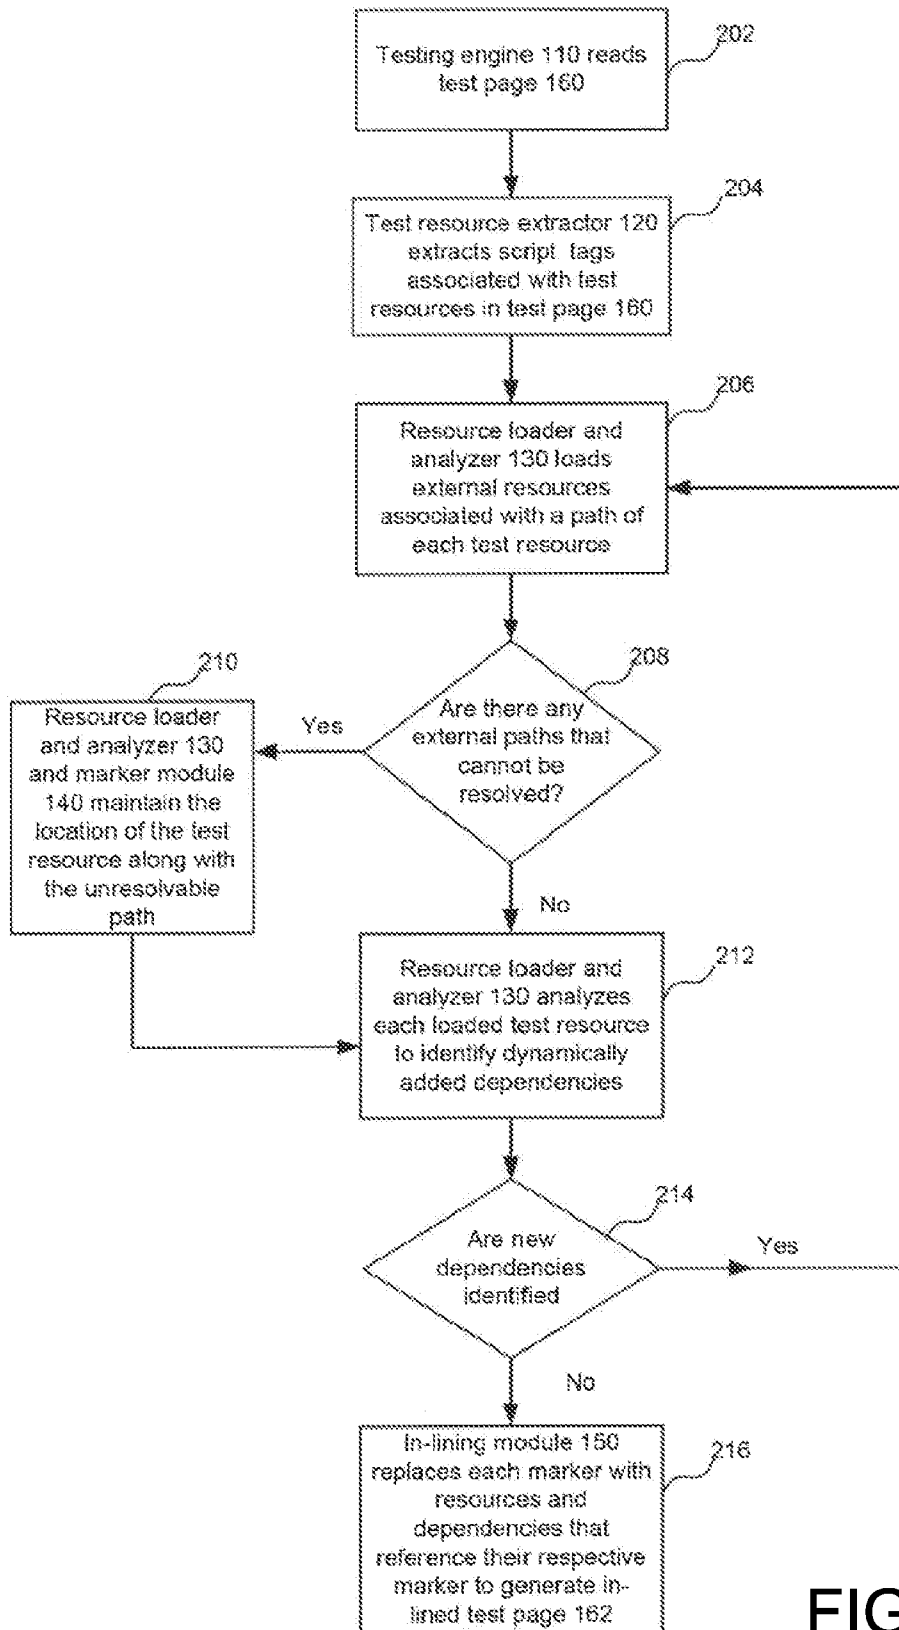 202
Testing engine 110 reads
test page 160
204
Test resource extractor 120
extracts script tags
associated with test
resources in test page 160
206
Resource loader and
analyzer 130 loads
external resources
associated with a path of
each test resource
208
Are there any
external paths that
cannot be
resolved?
Yes
210
Resource loader
and analyzer 130
and marker module
140 maintain the
location of the test
resource along with
the unresolvable
path
No
212
Resource loader and
analyzer 130 analyzes
each loaded test resource
to identify dynamically
added dependencies
214
Are new
dependencies
identified
Yes
No
216
In-lining module 150
replaces each marker with
resources and
dependencies that
reference their respective
marker to generate in-
lined test page 162
FIG